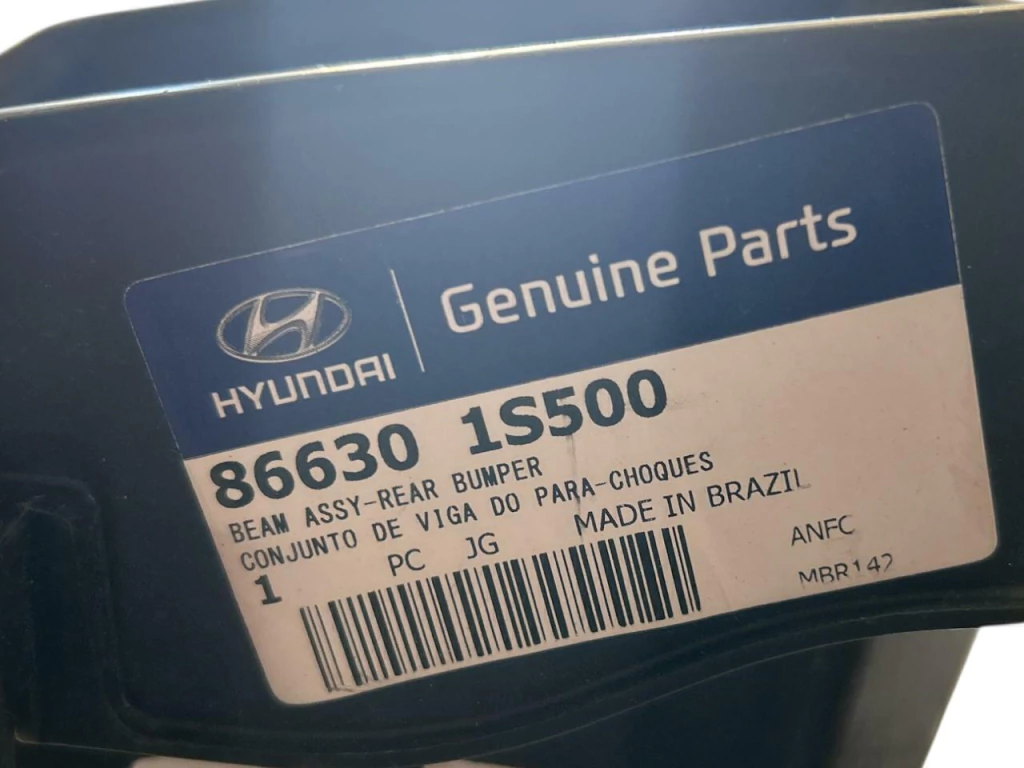 HYUNDAI
Genuine Parts
86630 1S500
BEAM ASSY-REAR BUMPER
CONJUNTO DE VIGA DO PARA-CHOQUES
1 PC JG MADE IN BRAZIL
ANFC
MBR142